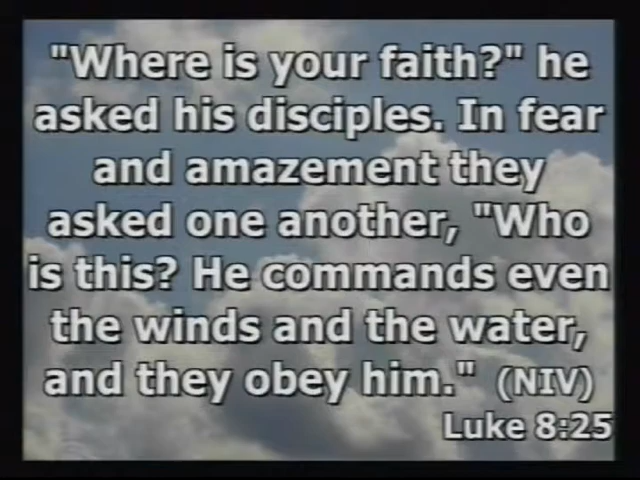 "Where is your faith?" he
asked his disciples. In fear
and amazement they
asked one another, "Who
is this? He commands even
the winds and the water,
and they obey him." (NIV)
Luke 8:25